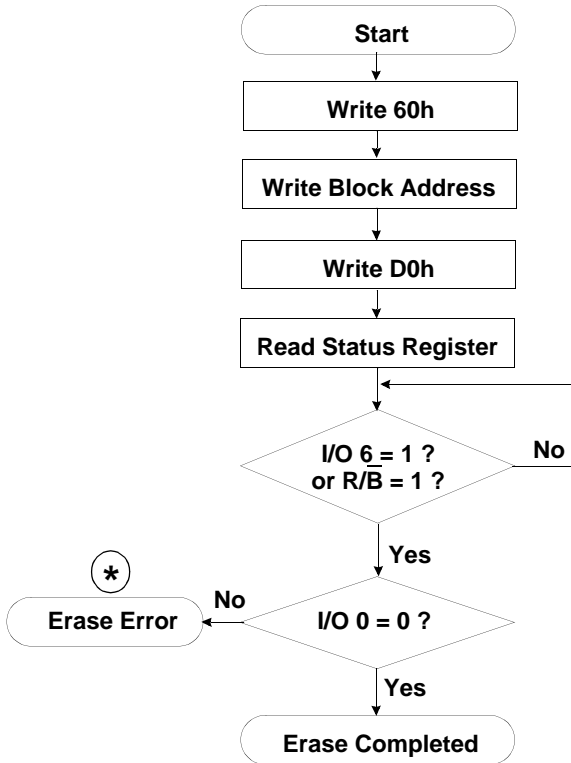 Start
Write 60h
Write Block Address
Write D0h
Read Status Register
I/O 6 = 1 ?
or R/B̅ = 1 ?
No
Yes
*
Erase Error
No
I/O 0 = 0 ?
Yes
Erase Completed